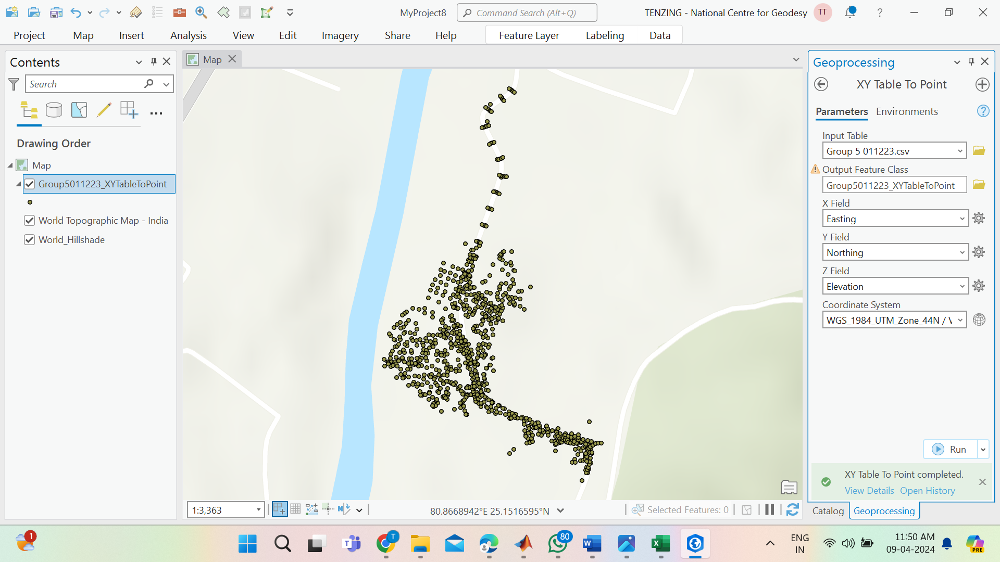 MyProject8
Command Search (Alt+Q)
TENZING - National Centre for Geodesy
TT
?
Project
Map
Insert
Analysis
View
Edit
Imagery
Share
Help
Feature Layer
Labeling
Data
Contents
Search
Drawing Order
Map
Group5011223_XYTableToPoint
World Topographic Map - India
World_Hillshade
Map
1:3,363
N
80.8668942°E 25.1516595°N
Selected Features: 0
Geoprocessing
XY Table To Point
Parameters
Environments
?
Input Table
Group 5 011223.csv
Output Feature Class
Group5011223_XYTableToPoint
X Field
Easting
Y Field
Northing
Z Field
Elevation
Coordinate System
WGS_1984_UTM_Zone_44N / V
Run
XY Table To Point completed.
View Details Open History
Catalog
Geoprocessing
1
T
T
80
W
X
ENG
IN
11:50 AM
09-04-2024
PRE